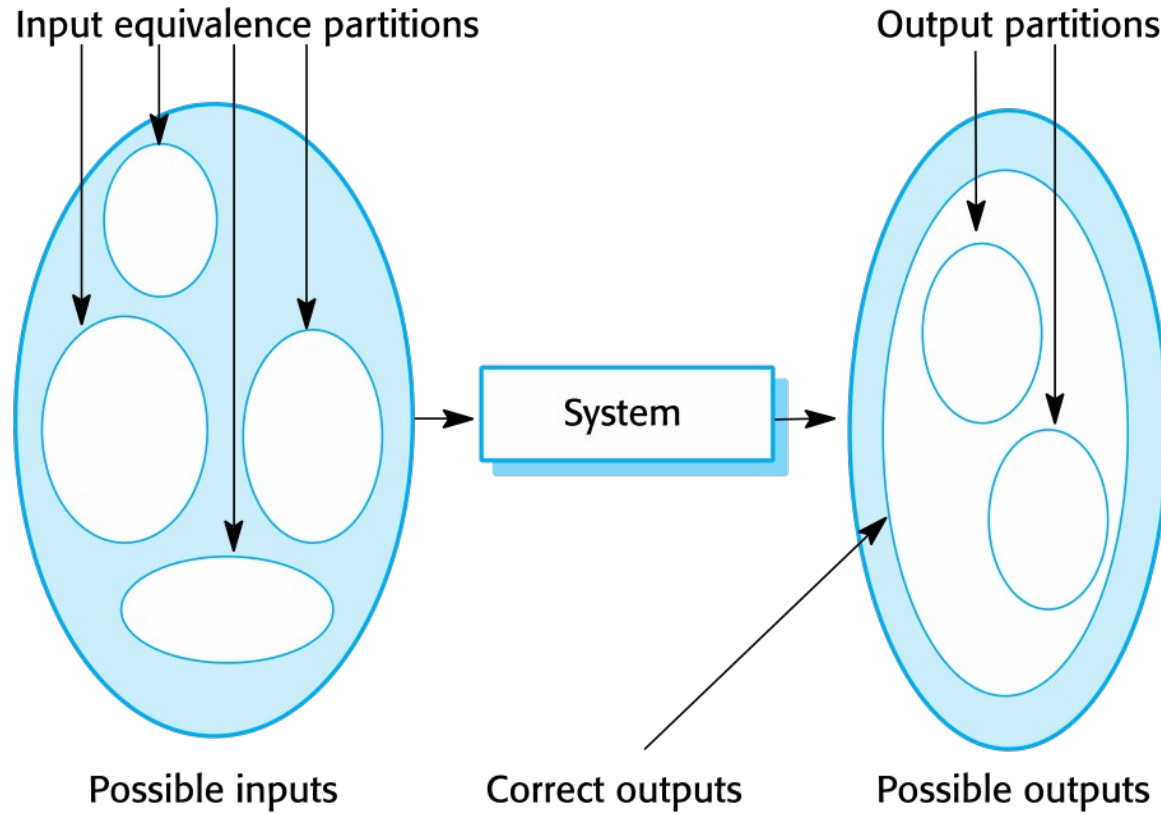 Input equivalence partitions
Output partitions
System
Possible inputs
Correct outputs
Possible outputs